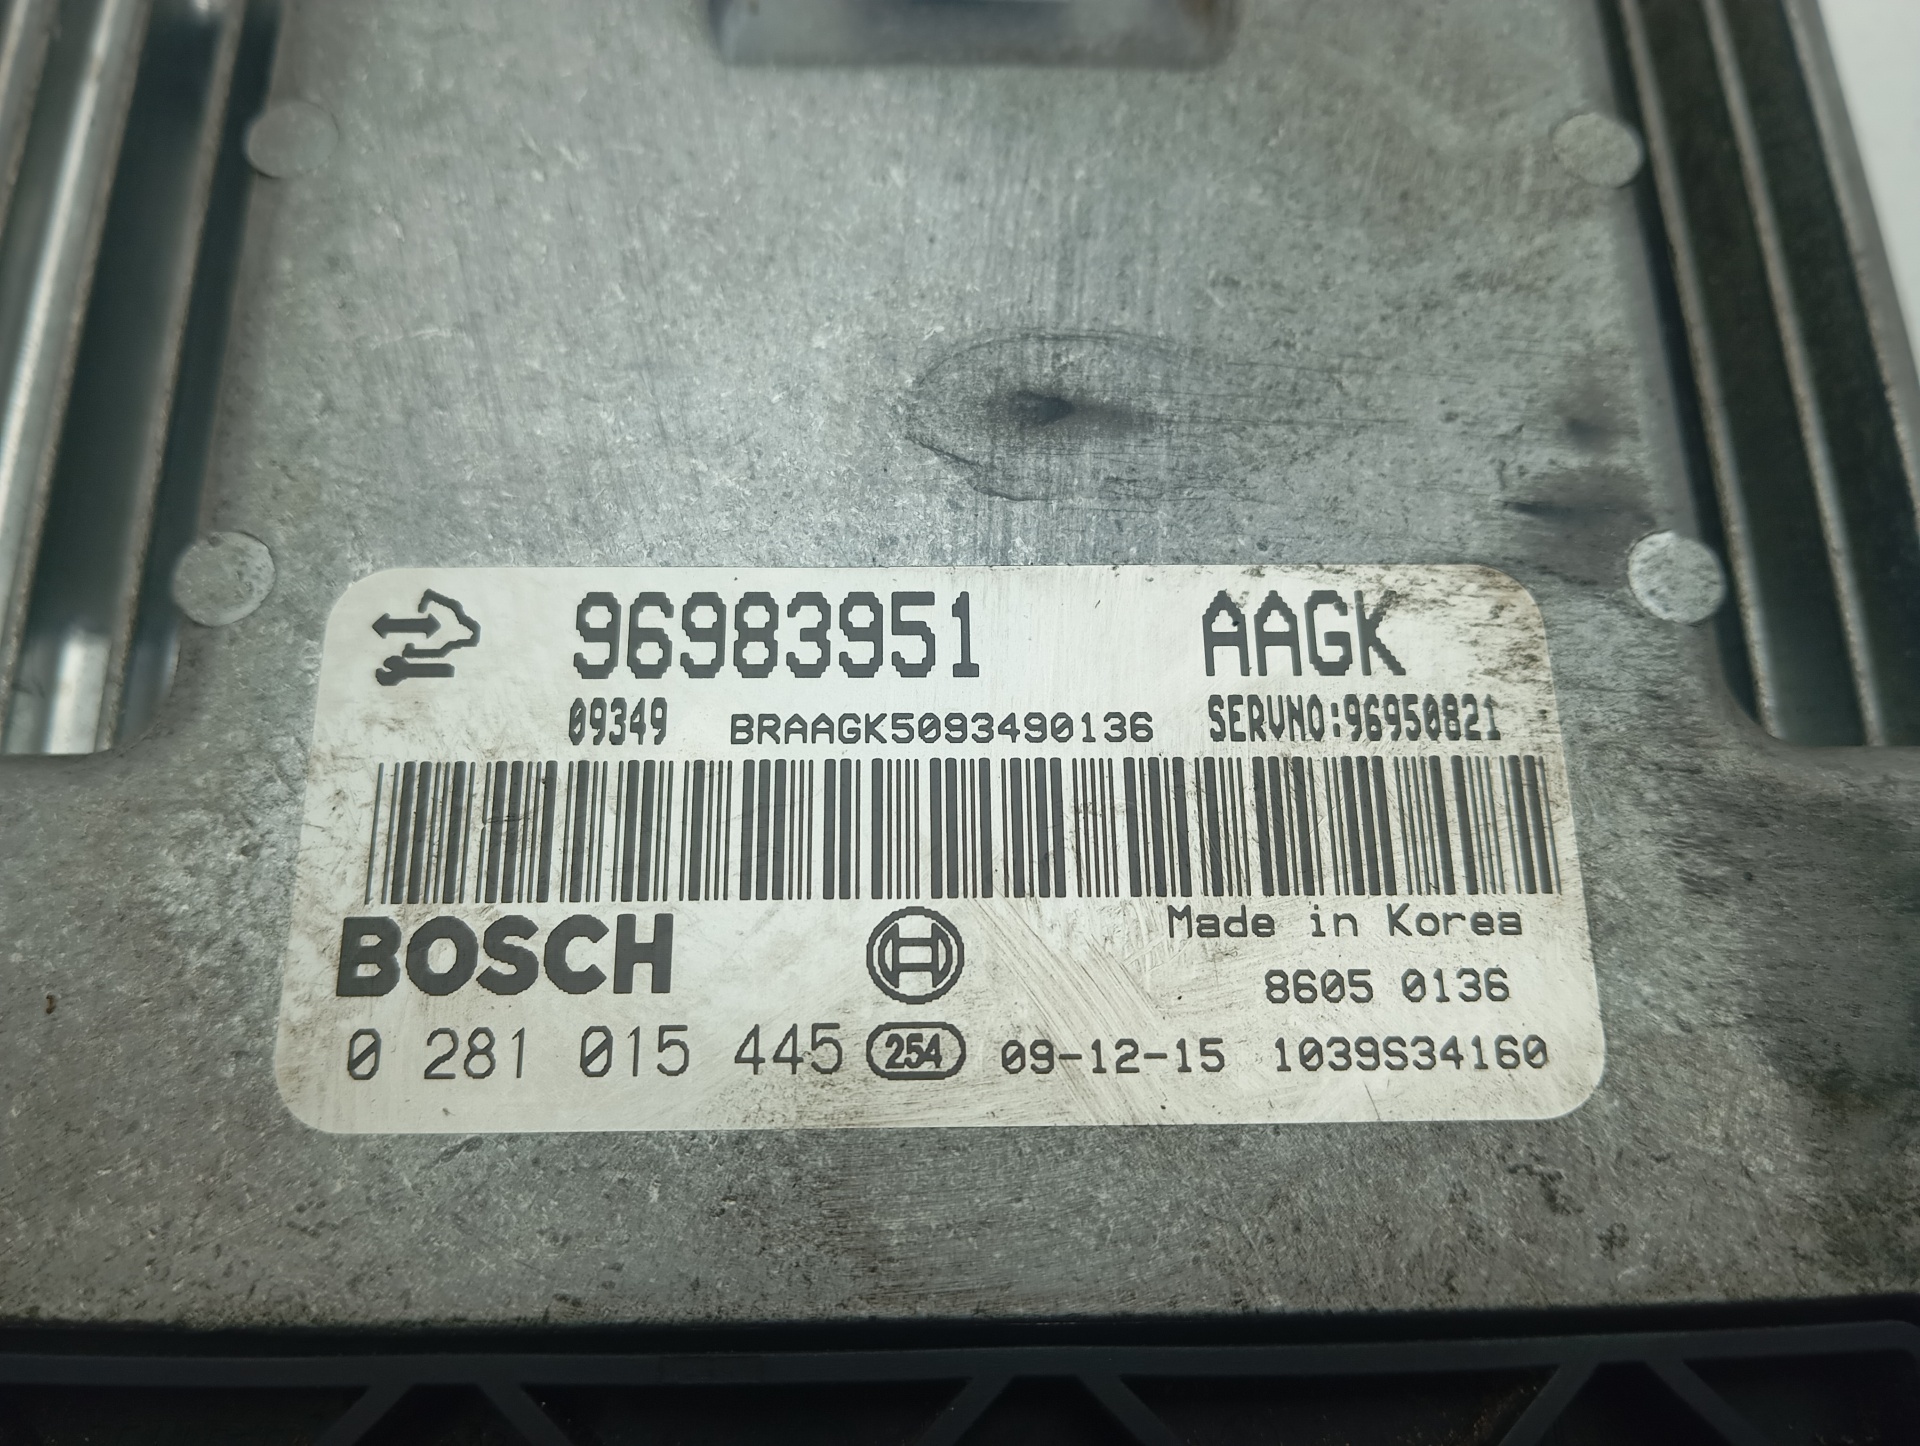 96983951 AAGK
09349 BRAAGK5093490136 SERVNO:96950821
BOSCH Made in Korea
8605 0136
0 281 015 445 254 09-12-15 1039S34160